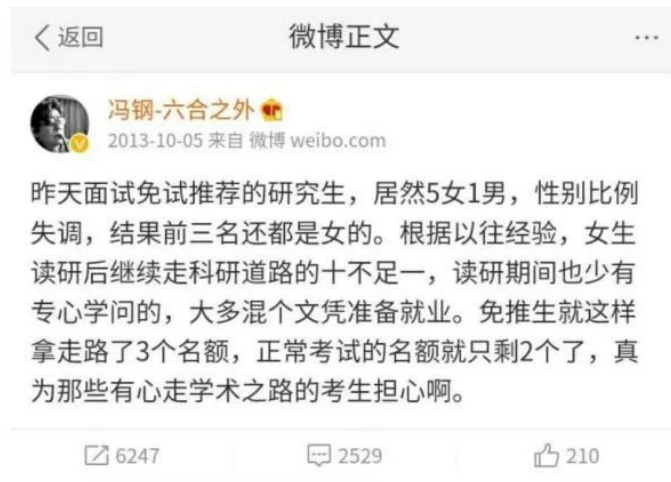 返回 微博正文 ...
冯钢-六合之外
2013-10-05 来自 微博 weibo.com
昨天面试免试推荐的研究生，居然5女1男，性别比例
失调，结果前三名还都是女的。根据以往经验，女生
读研后继续走科研道路的十不足一，读研期间也少有
专心学问的，大多混个文凭准备就业。免推生就这样
拿走路了3个名额，正常考试的名额就只剩2个了，真
为那些有心走学术之路的考生担心啊。
6247 2529 210